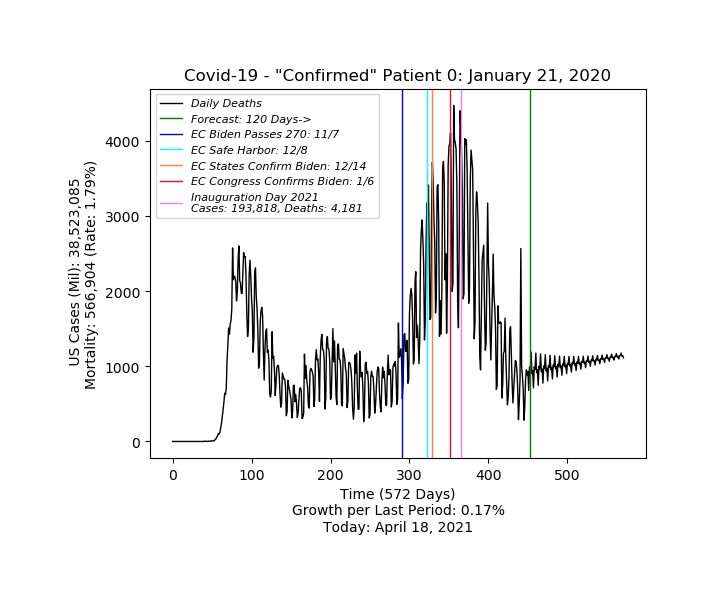 Covid-19 - "Confirmed" Patient 0: January 21, 2020
Daily Deaths
Forecast: 120 Days->
EC Biden Passes 270: 11/7
EC Safe Harbor: 12/8
EC States Confirm Biden: 12/14
EC Congress Confirms Biden: 1/6
Inauguration Day 2021
Cases: 193,818, Deaths: 4,181
US Cases (Mil): 38,523,085
Mortality: 566,904 (Rate: 1.79%)
4000
3000
2000
1000
0
0 100 200 300 400 500
Time (572 Days)
Growth per Last Period: 0.17%
Today: April 18, 2021